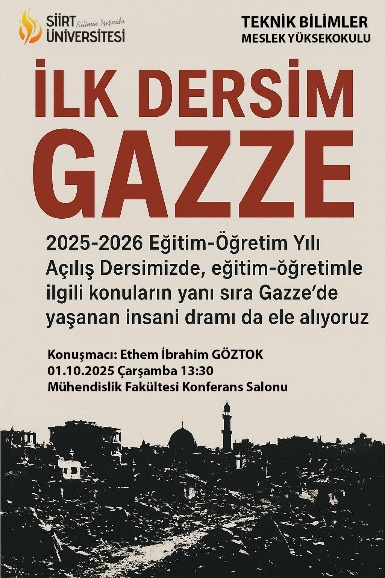 SİİRT
ÜNİVERSİTESİ
TEKNİK BİLİMLER
MESLEK YÜKSEKOKULU
İLK DERSİM
GAZZE
2025-2026 Eğitim-Öğretim Yılı
Açılış Dersimizde, eğitim-öğretimle
ilgili konuların yanı sıra Gazze'de
yaşanan insani dramı da ele alıyoruz
Konuşmacı: Ethem İbrahim GÖZTOK
01.10.2025 Çarşamba 13:30
Mühendislik Fakültesi Konferans Salonu